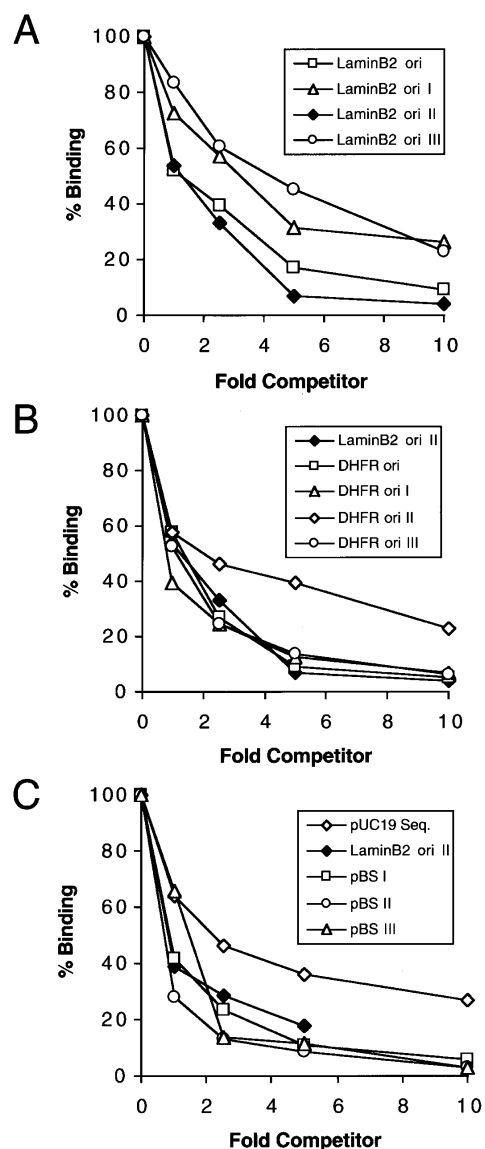 A
100
80
60
40
20
0
% Binding
0 2 4 6 8 10
Fold Competitor
LaminB2 ori
LaminB2 ori I
LaminB2 ori II
LaminB2 ori III
B
100
80
60
40
20
0
% Binding
0 2 4 6 8 10
Fold Competitor
LaminB2 ori II
DHFR ori
DHFR ori I
DHFR ori II
DHFR ori III
C
100
80
60
40
20
0
% Binding
0 2 4 6 8 10
Fold Competitor
pUC19 Seq.
LaminB2 ori II
pBS I
pBS II
pBS III